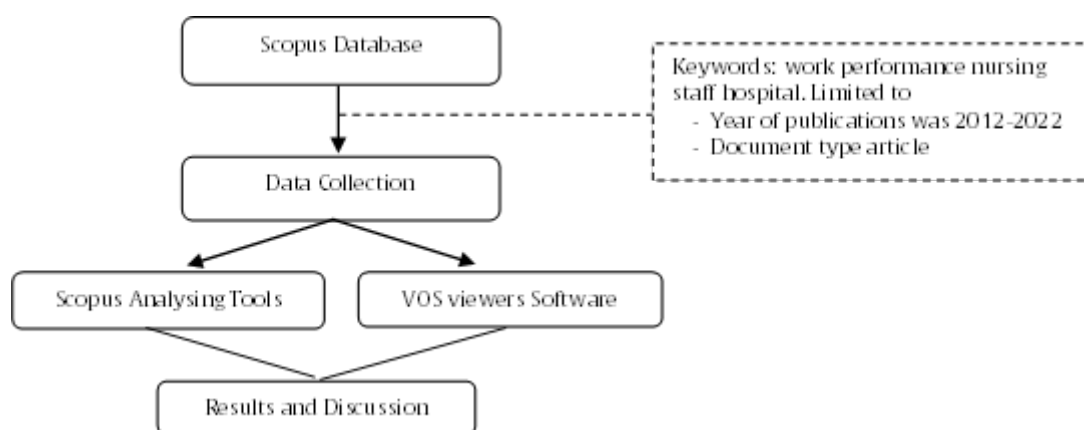 Scopus Database
Keywords: work performance nursing
staff hospital. Limited to
- Year of publications was 2012-2022
- Document type article
Data Collection
Scopus Analysing Tools
VOS viewers Software
Results and Discussion